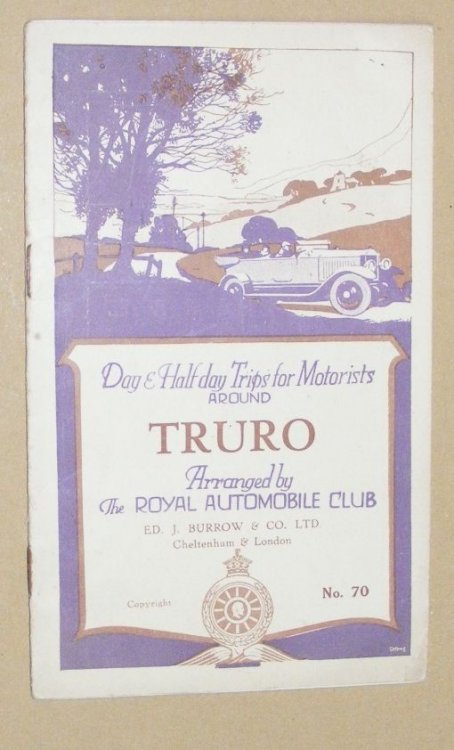 Day & Half day Trips for Motorists
AROUND
TRURO
Arranged by
The ROYAL AUTOMOBILE CLUB
ED. J. BURROW & CO. LTD
Cheltenham & London
Copyright
No. 70